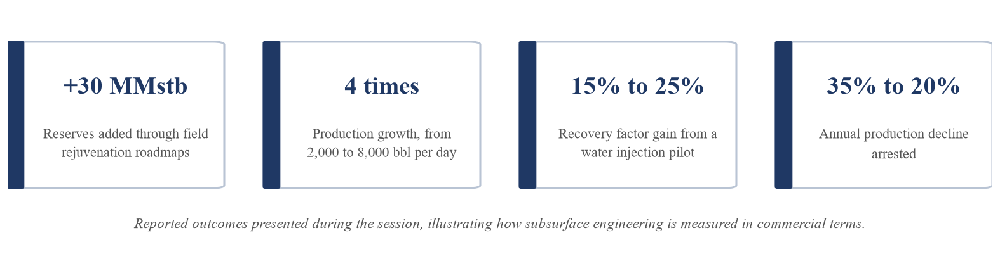 +30 MMstb
Reserves added through field
rejuvenation roadmaps
4 times
Production growth, from
2,000 to 8,000 bbl per day
15% to 25%
Recovery factor gain from a
water injection pilot
35% to 20%
Annual production decline
arrested
Reported outcomes presented during the session, illustrating how subsurface engineering is measured in commercial terms.